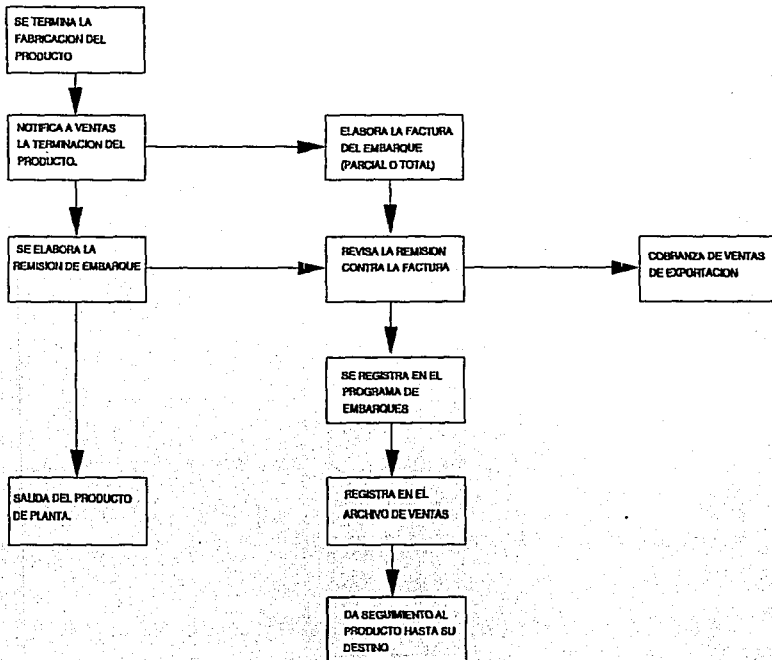 SE TERMINA LA
FABRICACION DEL
PRODUCTO
NOTIFICA A VENTAS
LA TERMINACION DEL
PRODUCTO.
ELABORA LA FACTURA
DEL EMBARQUE
(PARCIAL O TOTAL)
SE ELABORA LA
REMISION DE EMBARQUE
REVISA LA REMISION
CONTRA LA FACTURA
COBRANZA DE VENTAS
DE EXPORTACION
SE REGISTRA EN EL
PROGRAMA DE
EMBARQUES
SALIDA DEL PRODUCTO
DE PLANTA.
REGISTRA EN EL
ARCHIVO DE VENTAS
DA SEGUIMIENTO AL
PRODUCTO HASTA SU
DESTINO